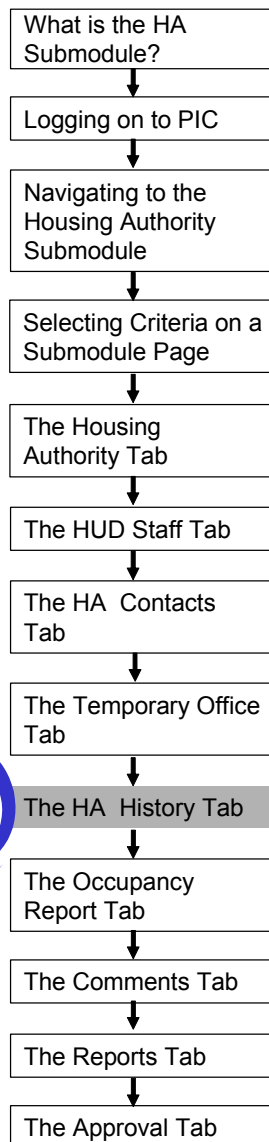 What is the HA
Submodule?
Logging on to PIC
Navigating to the
Housing Authority
Submodule
Selecting Criteria on a
Submodule Page
The Housing
Authority Tab
The HUD Staff Tab
The HA Contacts
Tab
The Temporary Office
Tab
The HA History Tab
The Occupancy
Report Tab
The Comments Tab
The Reports Tab
The Approval Tab